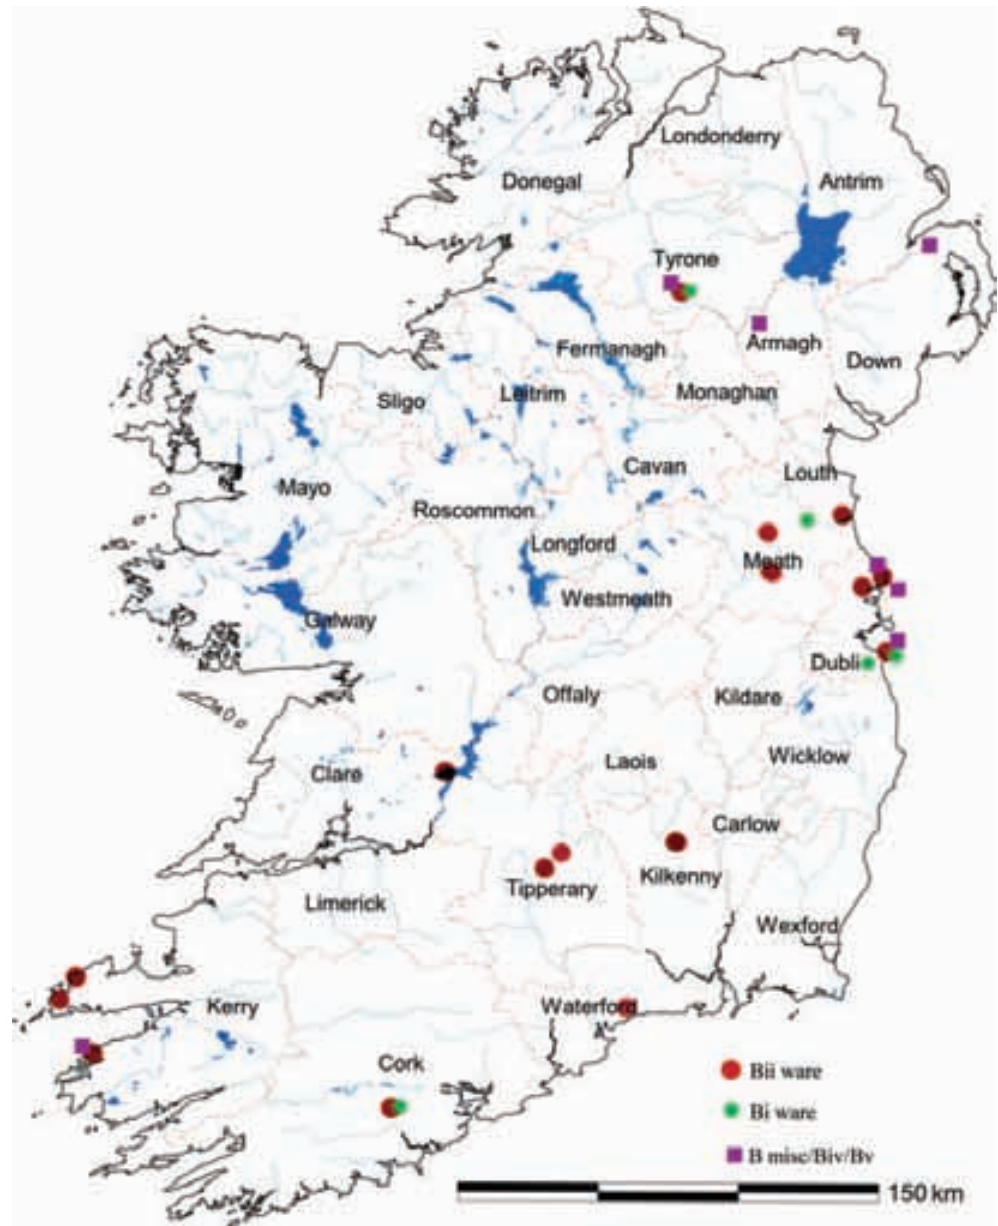 Londonderry
Donegal
Antrim
Tyrone
Armagh
Fermanagh
Down
Monaghan
Leitrim
Sligo
Cavan
Louth
Mayo
Roscommon
Longford
Meath
Westmeath
Galway
Dubli
Offaly
Kildare
Wicklow
Laois
Clare
Carlow
Kilkenny
Tipperary
Limerick
Wexford
Kerry
Waterford
Cork
Bii ware
Bi ware
B misc/Biv/Bv
150 km